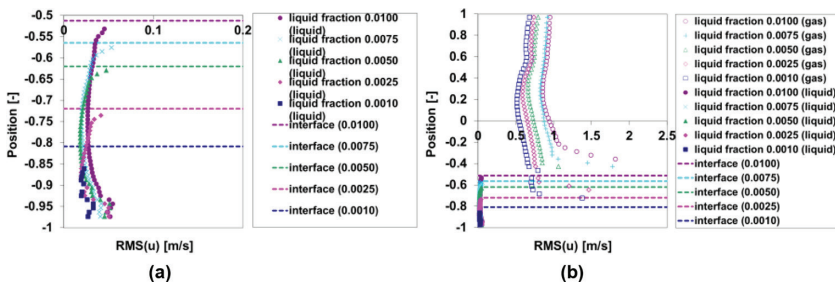 0 0.1 0.2
-0.5
-0.55
-0.6
-0.65
-0.7
-0.75
-0.8
-0.85
-0.9
-0.95
-1
Position [-]
RMS(u) [m/s]
liquid fraction 0.0100
(liquid)
liquid fraction 0.0075
(liquid)
liquid fraction 0.0050
(liquid)
liquid fraction 0.0025
(liquid)
liquid fraction 0.0010
(liquid)
interface (0.0100)
interface (0.0075)
interface (0.0050)
interface (0.0025)
interface (0.0010)
(a)
1
0.8
0.6
0.4
0.2
0
-0.2
-0.4
-0.6
-0.8
-1
Position [-]
0 0.5 1 1.5 2
RMS(u) [m/s]
liquid fraction 0.0100 (gas)
liquid fraction 0.0075 (gas)
liquid fraction 0.0050 (gas)
liquid fraction 0.0025 (gas)
liquid fraction 0.0010 (gas)
liquid fraction 0.0100 (liquid)
liquid fraction 0.0075 (liquid)
liquid fraction 0.0050 (liquid)
liquid fraction 0.0025 (liquid)
liquid fraction 0.0010 (liquid)
interface (0.0100)
interface (0.0075)
interface (0.0050)
interface (0.0025)
interface (0.0010)
(b)